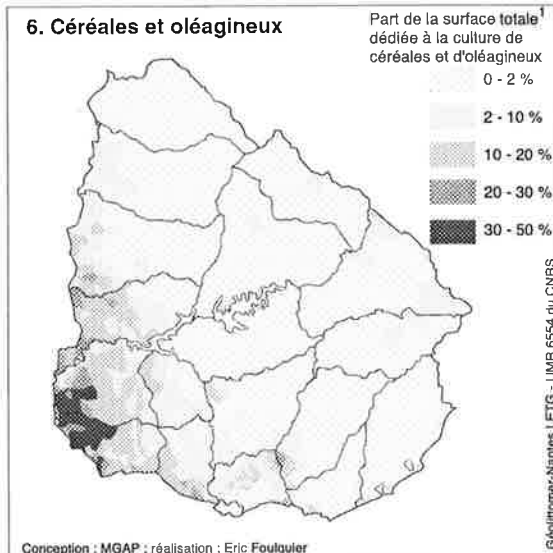 6. Céréales et oléagineux
Part de la surface totale1
dédiée à la culture de
céréales et d'oléagineux
0 - 2 %
2 - 10 %
10 - 20 %
20 - 30 %
30 - 50 %
Géolittomer-Nantes LETG - UMR 6554 du CNRS
Conception : MGAP ; réalisation : Eric Foulquier